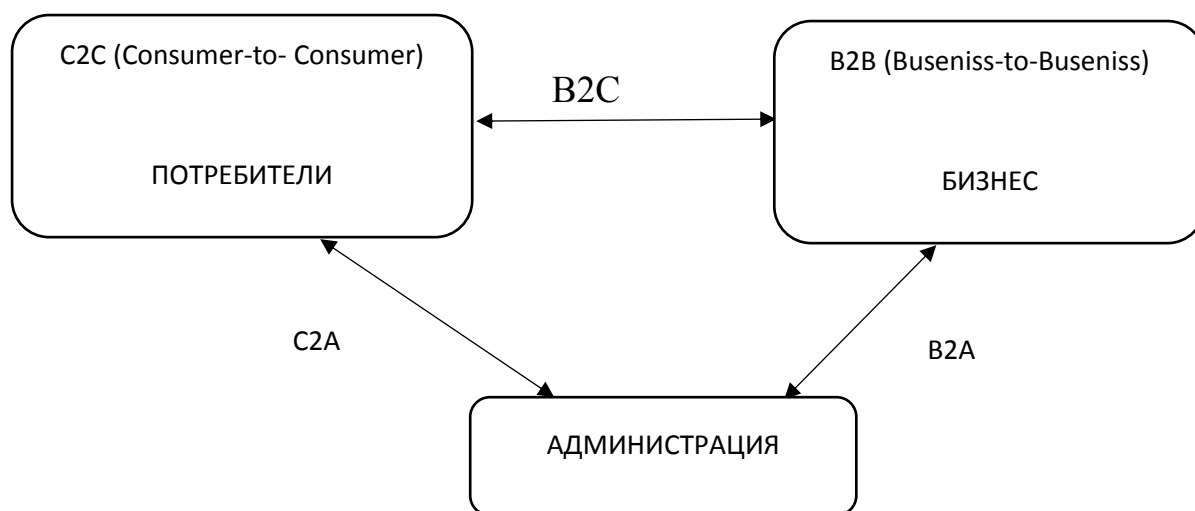 C2C (Consumer-to- Consumer)
ПОТРЕБИТЕЛИ
B2C
B2B (Buseniss-to-Buseniss)
БИЗНЕС
C2A
B2A
АДМИНИСТРАЦИЯ